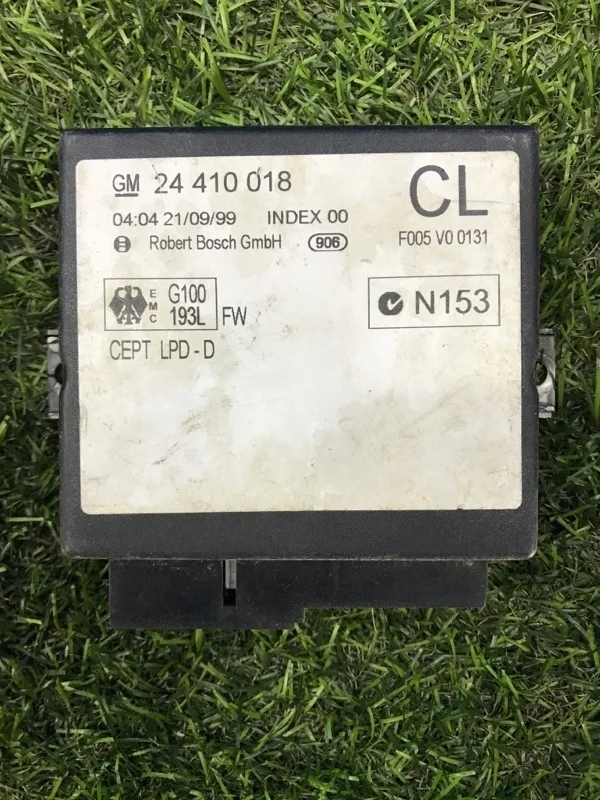 GM 24 410 018
CL
04:04 21/09/99 INDEX 00
Robert Bosch GmbH 906
F005 V0 0131
EMC G100 193L FW
N153
CEPT LPD - D